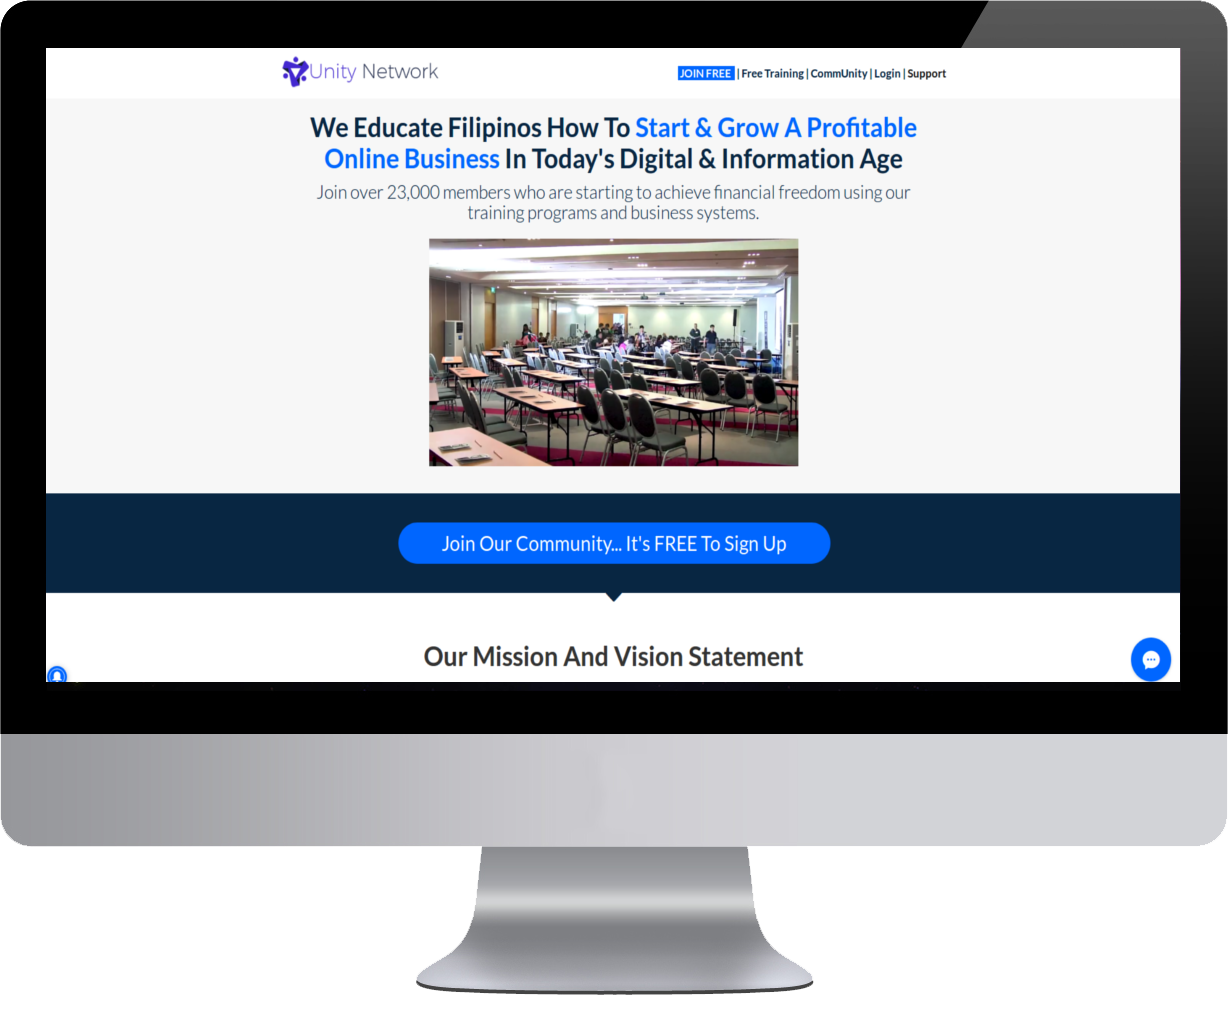 Unity Network
JOIN FREE | Free Training | CommUnity | Login | Support
We Educate Filipinos How To Start & Grow A Profitable
Online Business In Today's Digital & Information Age
Join over 23,000 members who are starting to achieve financial freedom using our
training programs and business systems.
Join Our Community... It's FREE To Sign Up
Our Mission And Vision Statement